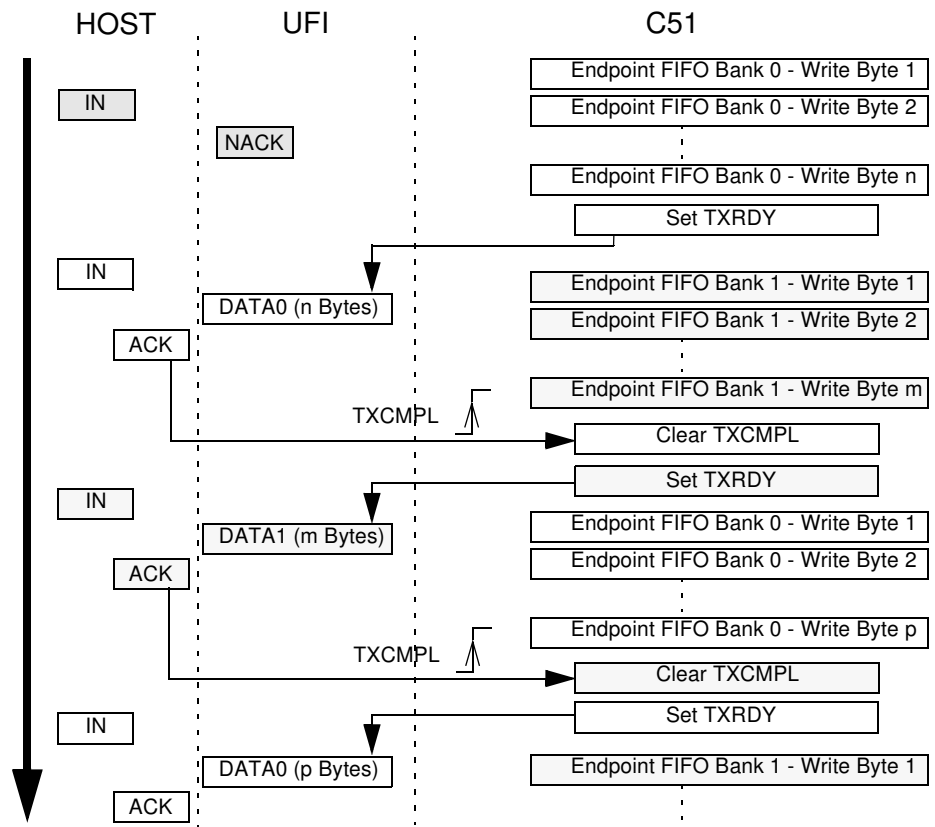 HOST UFI C51
Endpoint FIFO Bank 0 - Write Byte 1
IN
Endpoint FIFO Bank 0 - Write Byte 2
NACK
Endpoint FIFO Bank 0 - Write Byte n
Set TXRDY
IN
Endpoint FIFO Bank 1 - Write Byte 1
DATA0 (n Bytes)
Endpoint FIFO Bank 1 - Write Byte 2
ACK
Endpoint FIFO Bank 1 - Write Byte m
TXCMPL
Clear TXCMPL
Set TXRDY
IN
Endpoint FIFO Bank 0 - Write Byte 1
DATA1 (m Bytes)
Endpoint FIFO Bank 0 - Write Byte 2
ACK
Endpoint FIFO Bank 0 - Write Byte p
TXCMPL
Clear TXCMPL
Set TXRDY
IN
DATA0 (p Bytes)
Endpoint FIFO Bank 1 - Write Byte 1
ACK